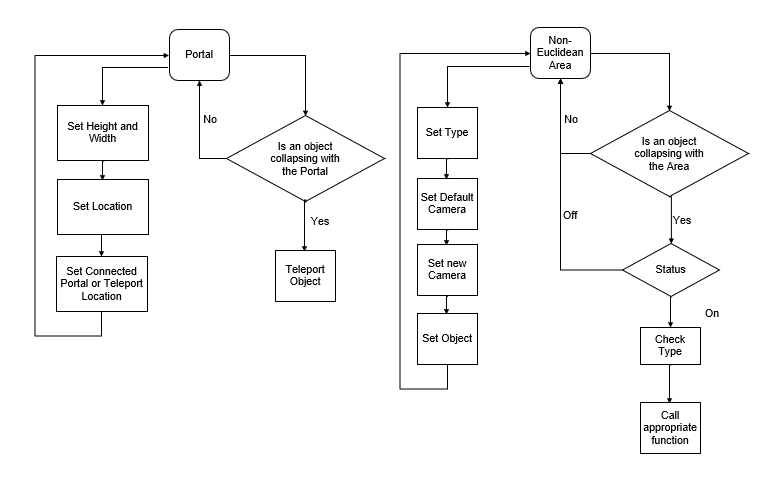 Portal
No
Set Height and
Width
Is an object
collapsing with
the Portal
Set Location
Yes
Set Connected
Portal or Teleport
Location
Teleport
Object
Non-
Euclidean
Area
Set Type
No
Is an object
collapsing with
the Area
Set Default
Camera
Off
Yes
Set new
Camera
Status
Set Object
On
Check
Type
Call
appropriate
function